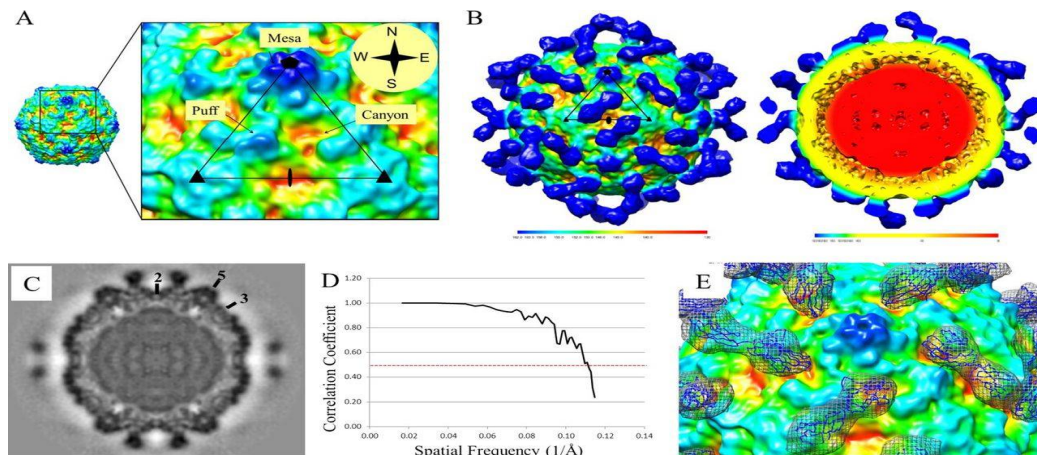 A
Mesa
N
W E
S
Puff
Canyon
B
C
2
5
3
D
1.20
1.00
0.80
0.60
0.40
0.20
0.00 0.02 0.04 0.06 0.08 0.10 0.12 0.14
Correlation Coefficient
Spatial Frequency (1/Å)
E